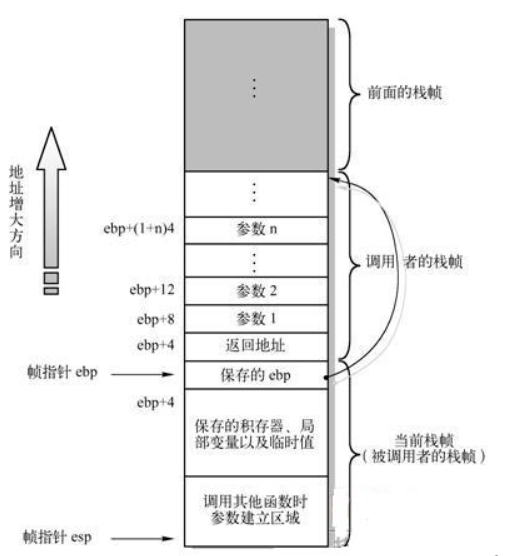 前面的栈帧
地址增大方向
ebp+(1+n)4
参数 n
调用者的栈帧
ebp+12
参数 2
ebp+8
参数 1
ebp+4
返回地址
帧指针 ebp
保存的 ebp
ebp+4
保存的积存器、局
部变量以及临时值
当前栈帧
（被调用者的栈帧）
调用其他函数时
参数建立区域
帧指针 esp